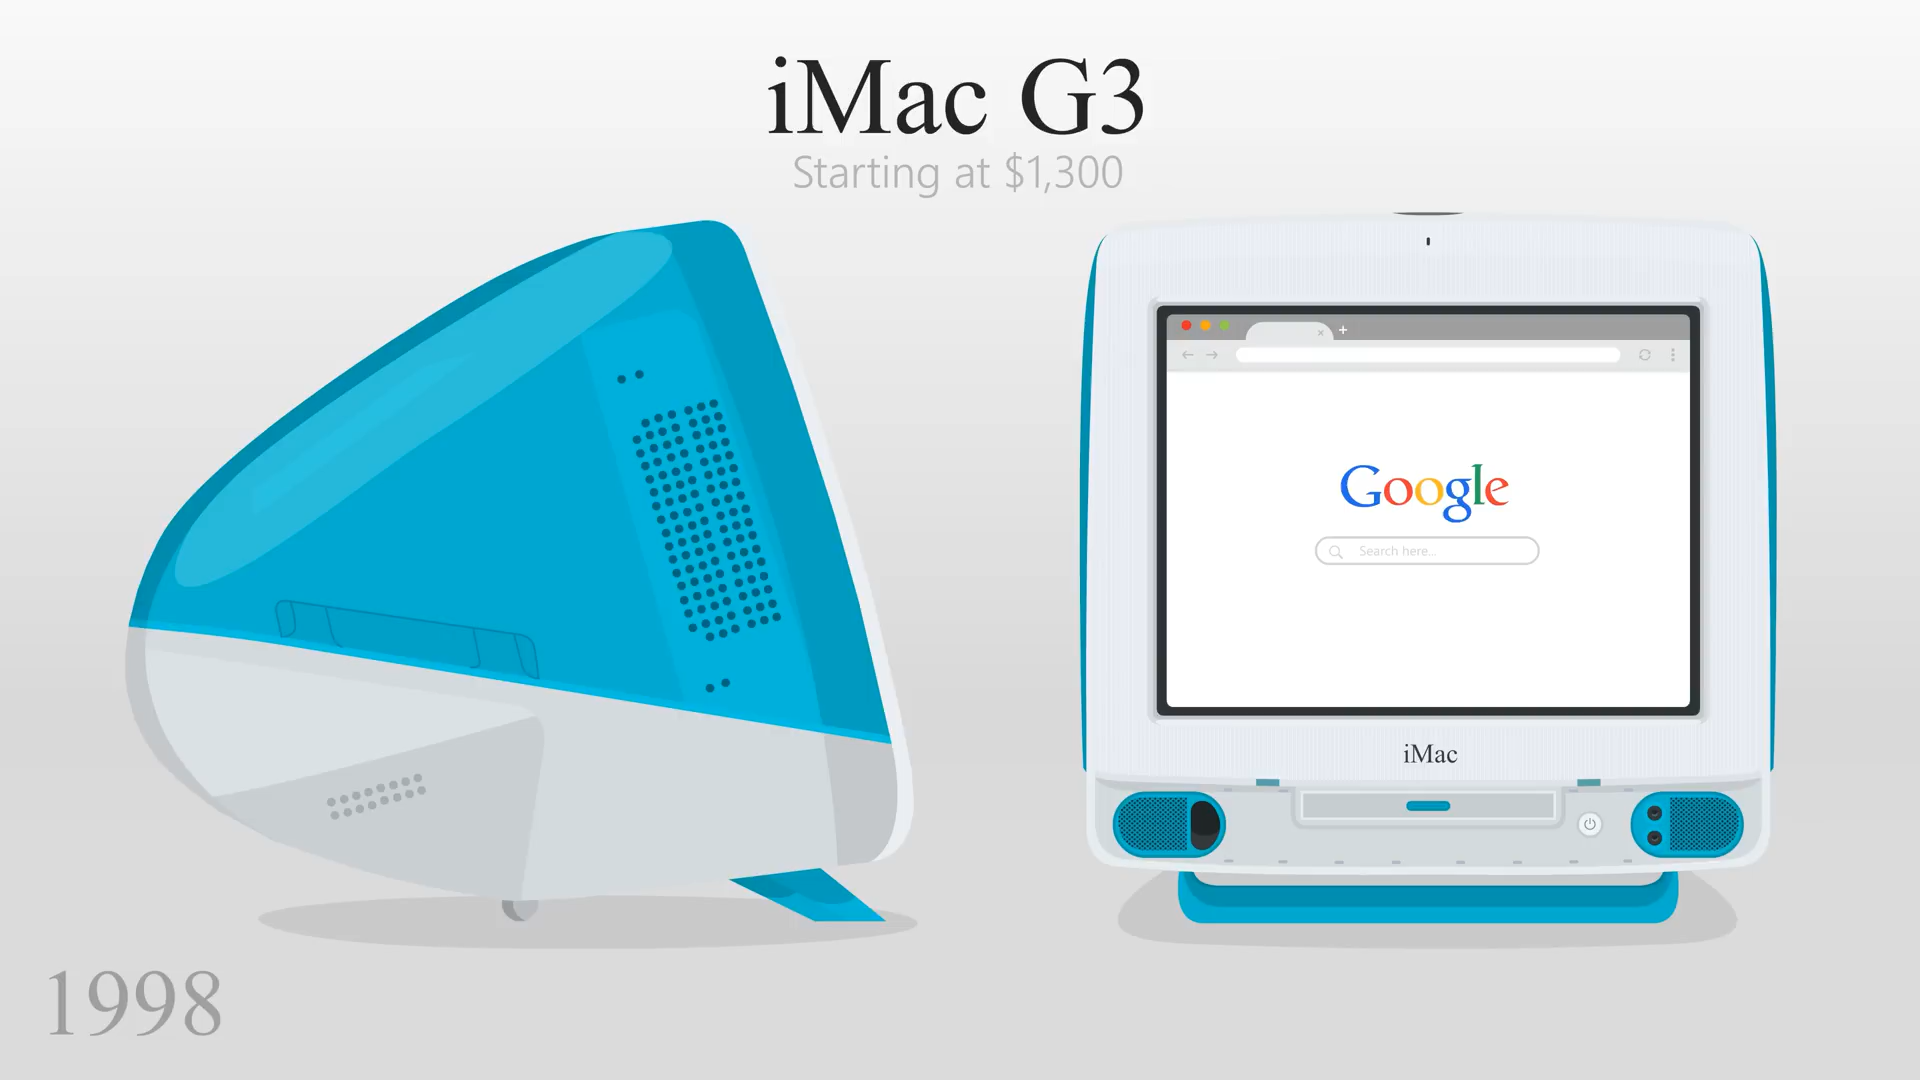 iMac G3
Starting at $1,300
Google
Search here...
iMac
1998